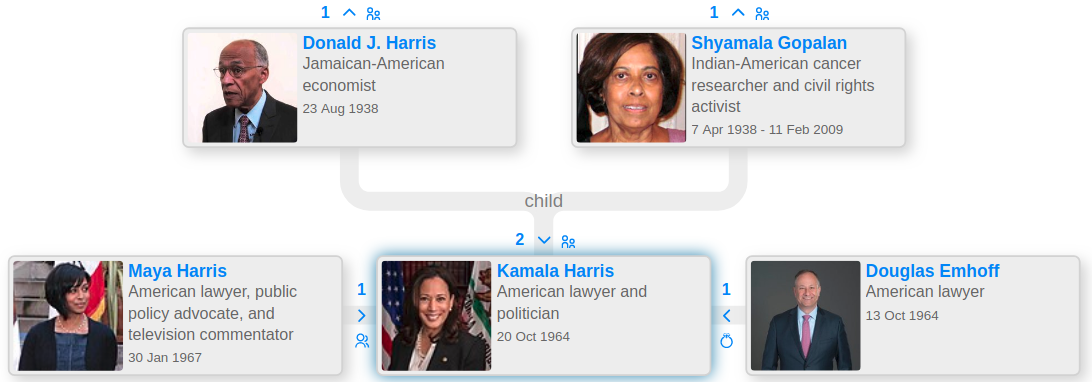 1
1
Donald J. Harris
Jamaican-American
economist
23 Aug 1938
Shyamala Gopalan
Indian-American cancer
researcher and civil rights
activist
7 Apr 1938 - 11 Feb 2009
child
2
Maya Harris
American lawyer, public
policy advocate, and
television commentator
30 Jan 1967
1
Kamala Harris
American lawyer and
politician
20 Oct 1964
1
Douglas Emhoff
American lawyer
13 Oct 1964